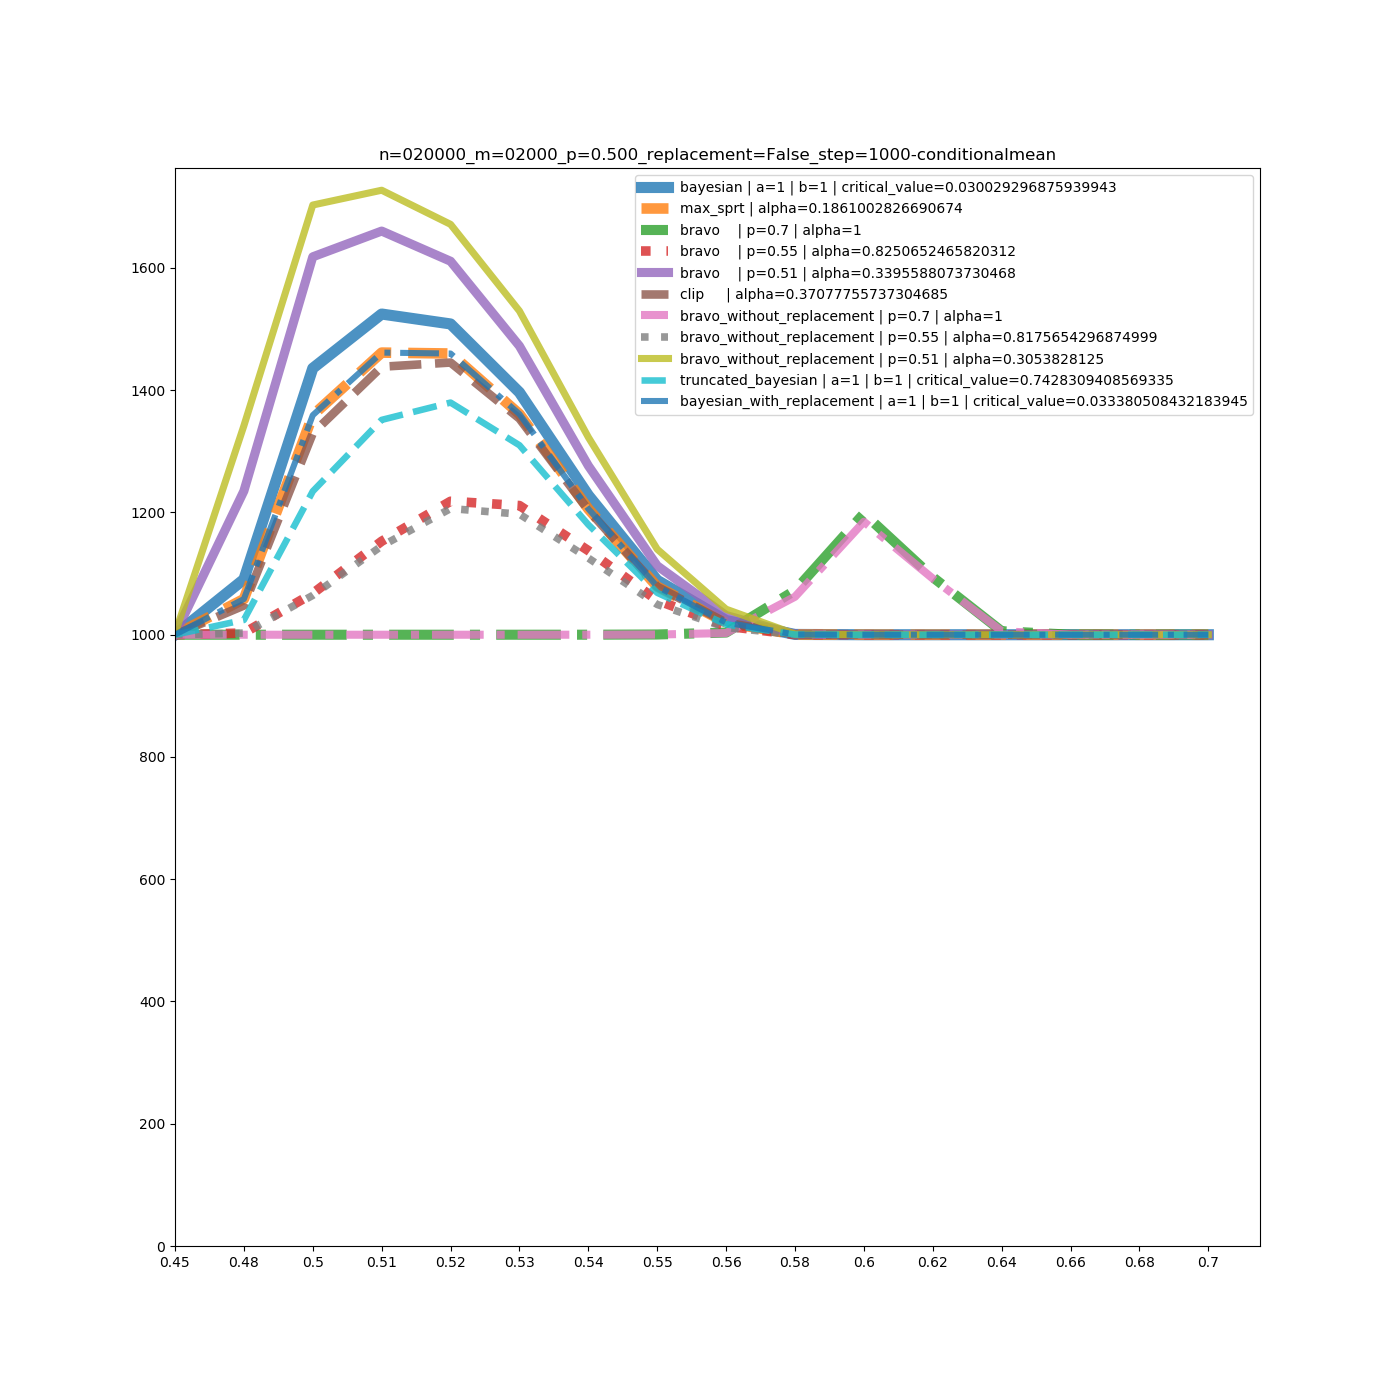 n=020000_m=02000_p=0.500_replacement=False_step=1000-conditionalmean
bayesian | a=1 | b=1 | critical_value=0.030029296875939943
max_sprt | alpha=0.1861002826690674
bravo    | p=0.7 | alpha=1
bravo    | p=0.55 | alpha=0.8250652465820312
bravo    | p=0.51 | alpha=0.3395588073730468
clip     | alpha=0.37077755737304685
bravo_without_replacement | p=0.7 | alpha=1
bravo_without_replacement | p=0.55 | alpha=0.8175654296874999
bravo_without_replacement | p=0.51 | alpha=0.3053828125
truncated_bayesian | a=1 | b=1 | critical_value=0.7428309408569335
bayesian_with_replacement | a=1 | b=1 | critical_value=0.033380508432183945
1600
1400
1200
1000
800
600
400
200
0
0.45 0.48 0.5 0.51 0.52 0.53 0.54 0.55 0.56 0.58 0.6 0.62 0.64 0.66 0.68 0.7